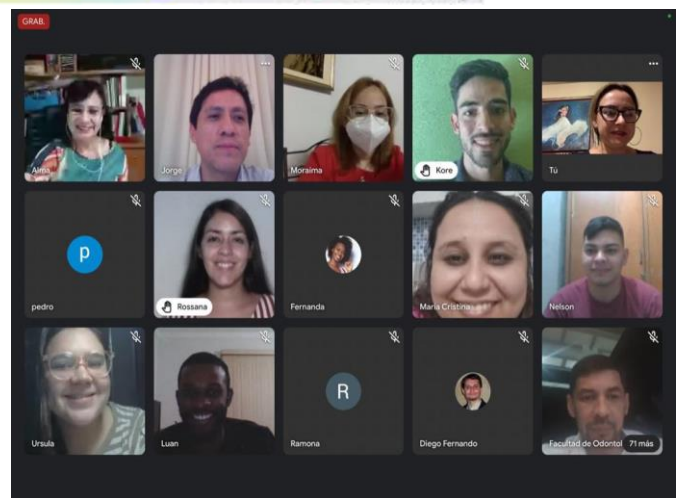 GRAB.
Alma
Jorge
Moraima
Kore
Tú
p
pedro
Rossana
Fernanda
Maria Cristina
Nelson
Ursula
Luan
R
Ramona
Diego Fernando
Facultad de Odontol
71 más